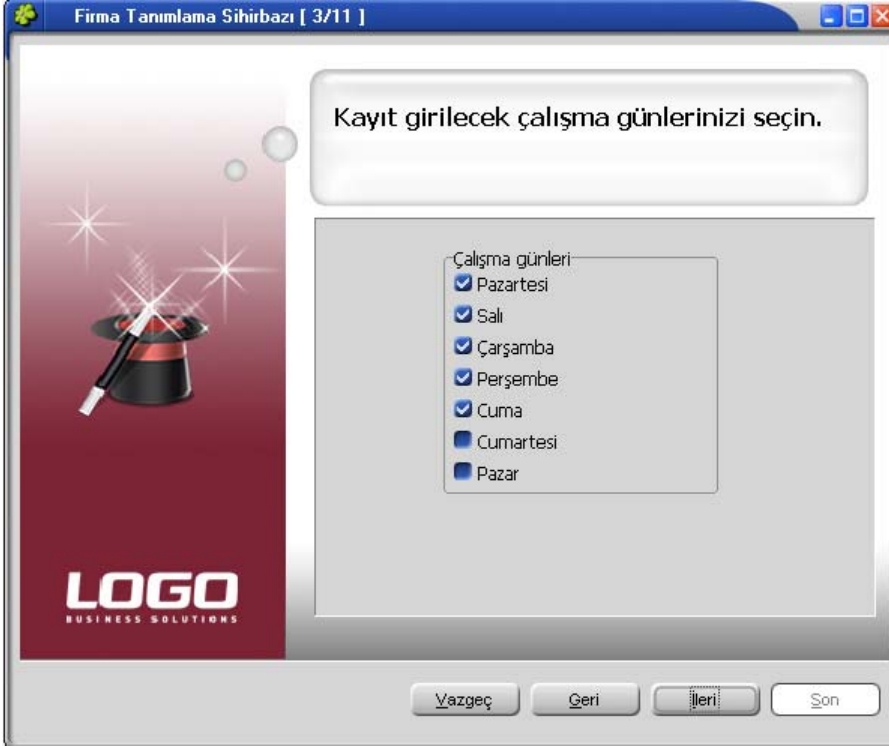 Firma Tanımlama Sihirbazı [ 3/11 ]
Kayıt girilecek çalışma günlerinizi seçin.
Çalışma günleri
Pazartesi
Salı
Çarşamba
Perşembe
Cuma
Cumartesi
Pazar
LOGO
BUSINESS SOLUTIONS
Vazgeç Geri İleri Son